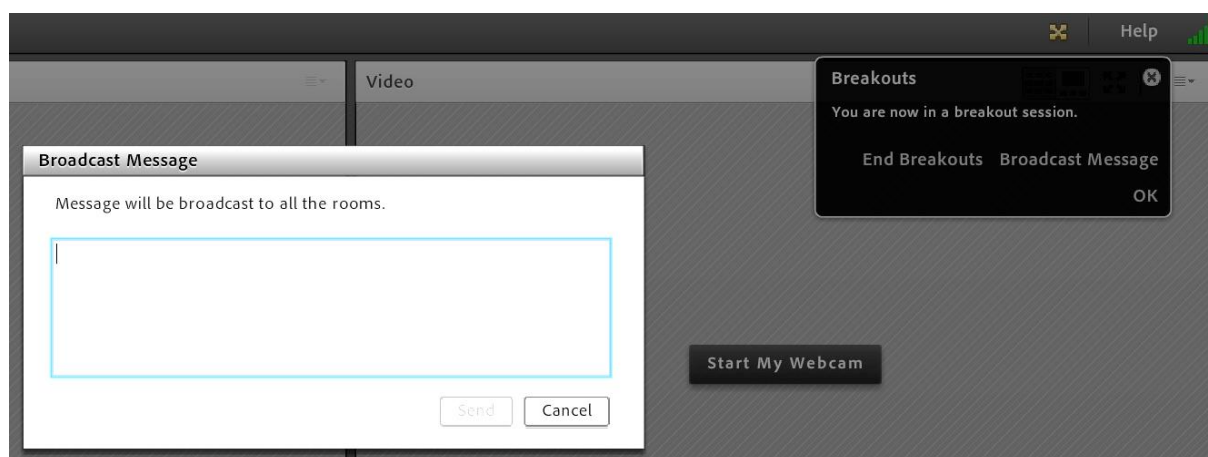 Help
Video
Breakouts
You are now in a breakout session.
End Breakouts Broadcast Message
OK
Broadcast Message
Message will be broadcast to all the rooms.
Start My Webcam
Send Cancel